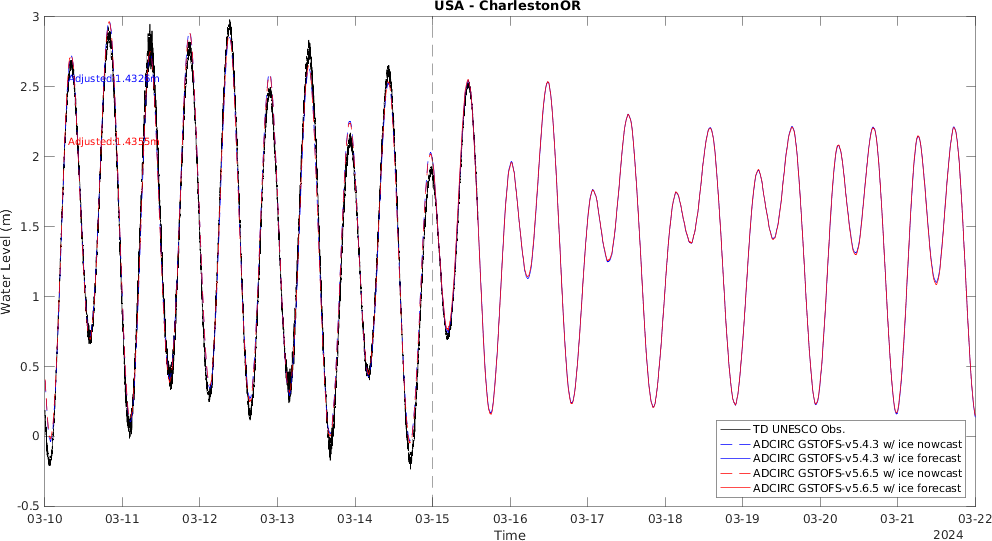 USA - CharlestonOR
3
2.5
2
1.5
1
0.5
0
-0.5
Water Level (m)
Adjusted:1.4326m
Adjusted:1.4355m
TD UNESCO Obs.
ADCIRC GSTOFS-v5.4.3 w/ ice nowcast
ADCIRC GSTOFS-v5.4.3 w/ ice forecast
ADCIRC GSTOFS-v5.6.5 w/ ice nowcast
ADCIRC GSTOFS-v5.6.5 w/ ice forecast
03-10 03-11 03-12 03-13 03-14 03-15 03-16 03-17 03-18 03-19 03-20 03-21 03-22
Time
2024